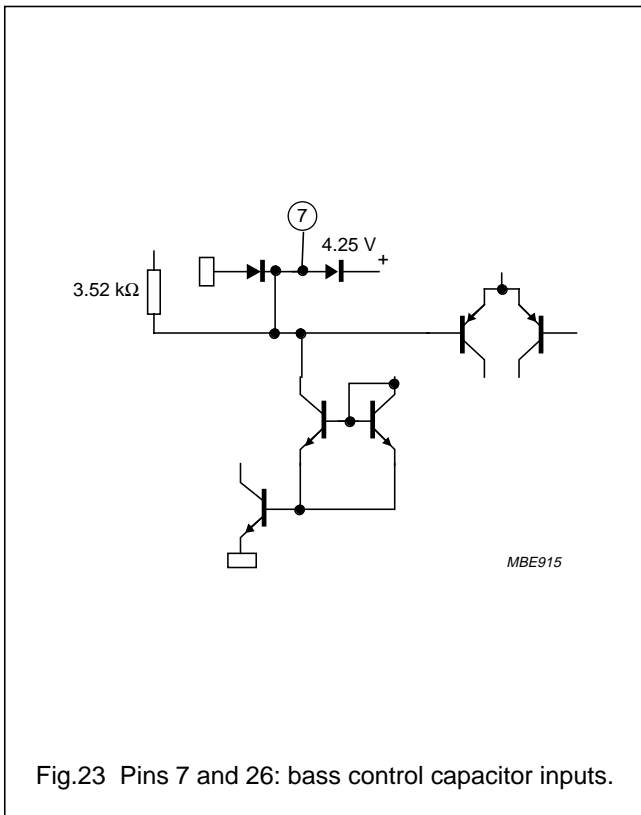 7
4.25 V
+
3.52 kΩ
MBE915
Fig.23 Pins 7 and 26: bass control capacitor inputs.